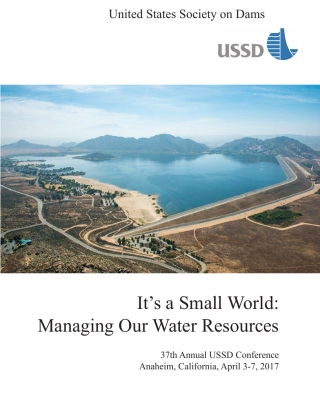 United States Society on Dams
USSD
It's a Small World:
Managing Our Water Resources
37th Annual USSD Conference
Anaheim, California, April 3-7, 2017